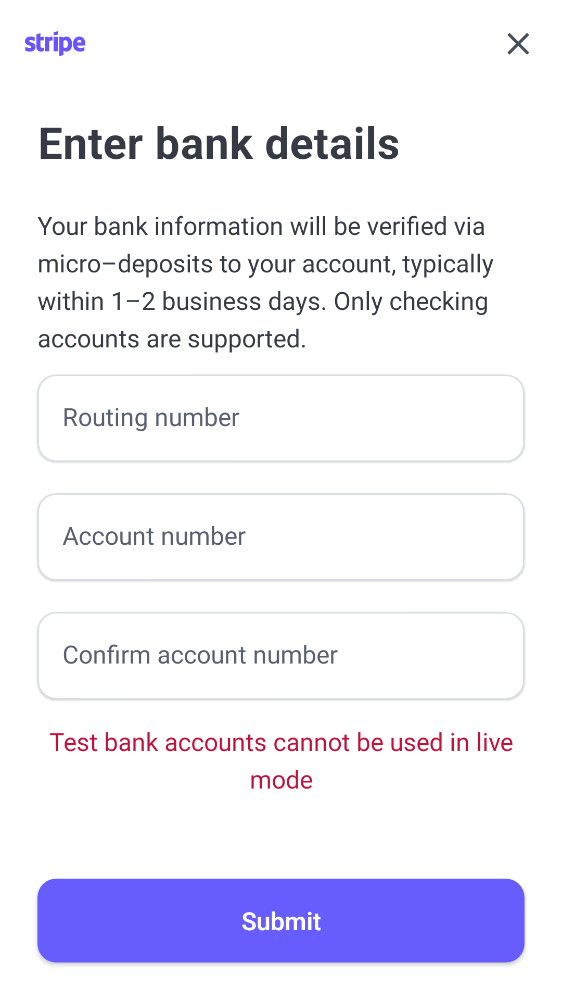 stripe
Enter bank details
Your bank information will be verified via
micro–deposits to your account, typically
within 1–2 business days. Only checking
accounts are supported.
Routing number
Account number
Confirm account number
Test bank accounts cannot be used in live
mode
Submit